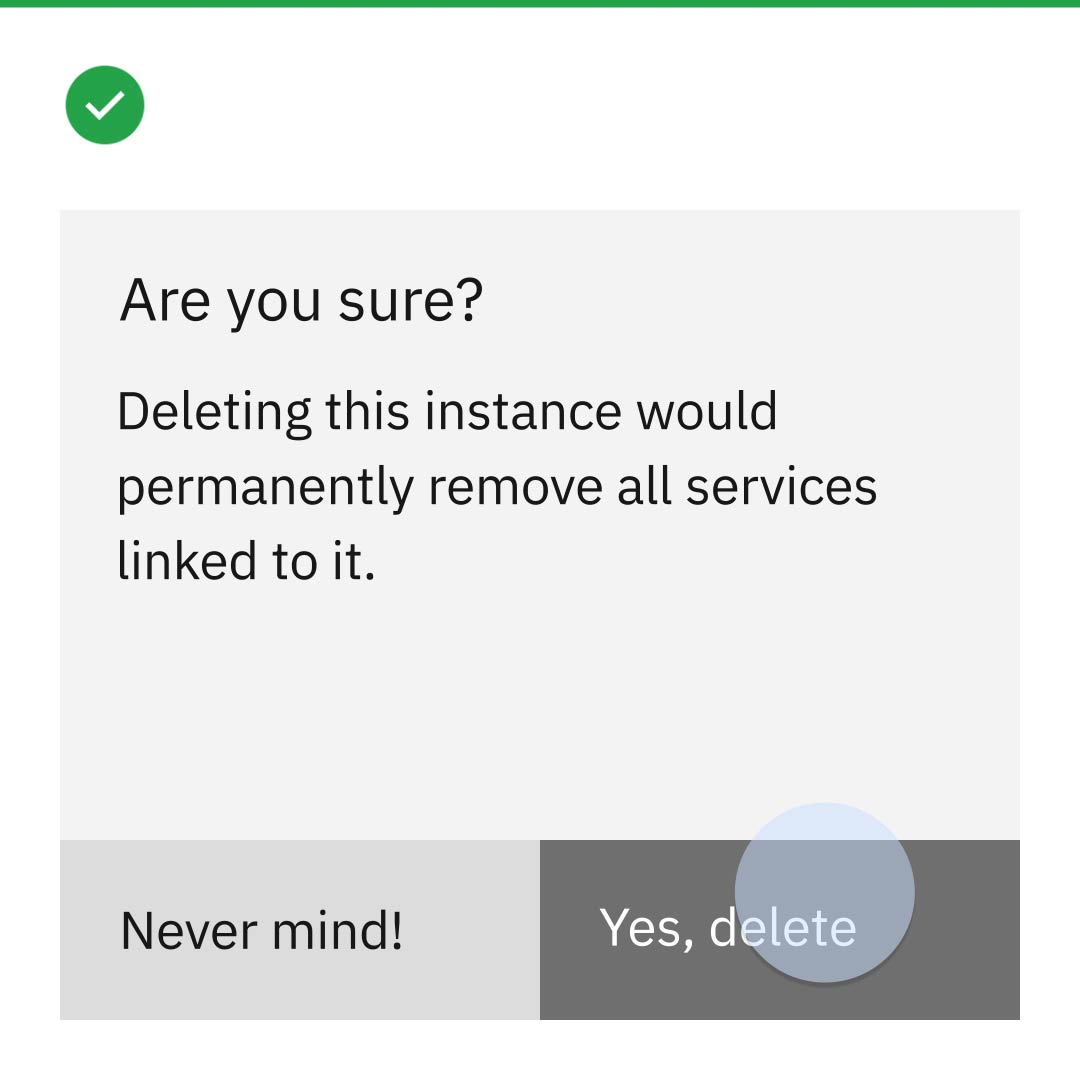 Are you sure?
Deleting this instance would
permanently remove all services
linked to it.
Never mind!
Yes, delete